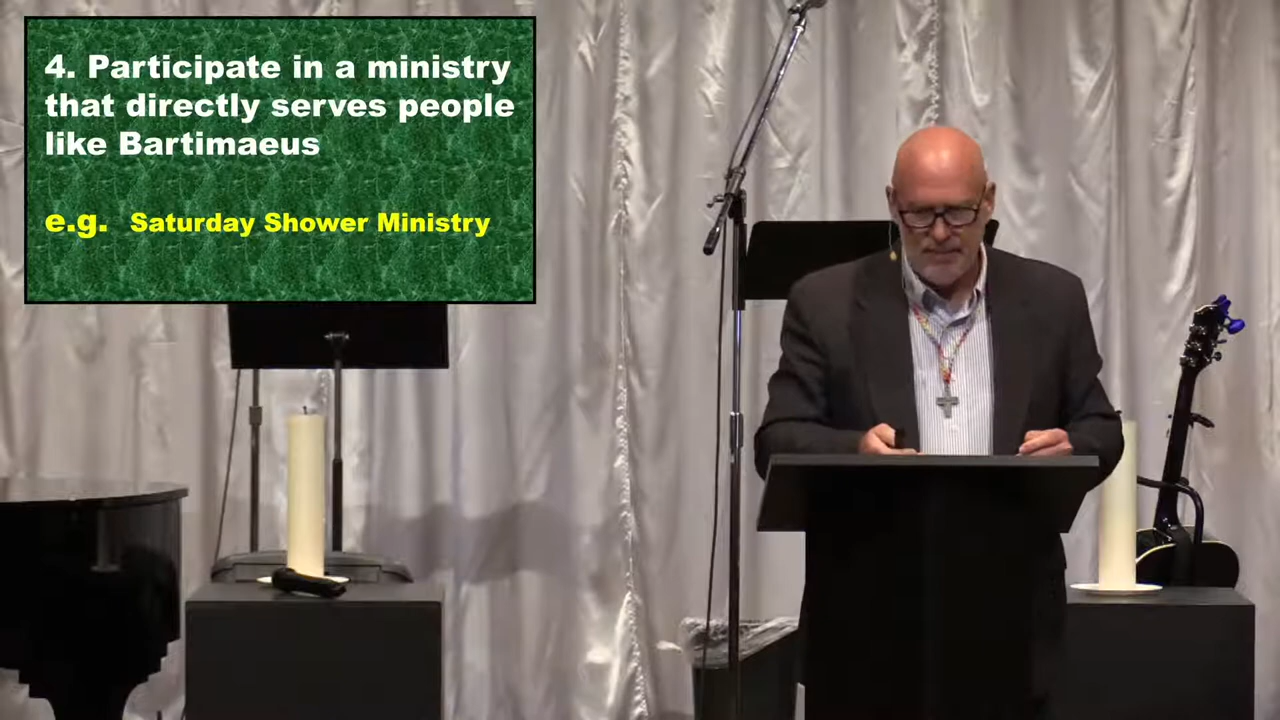 4. Participate in a ministry
that directly serves people
like Bartimaeus
e.g. Saturday Shower Ministry